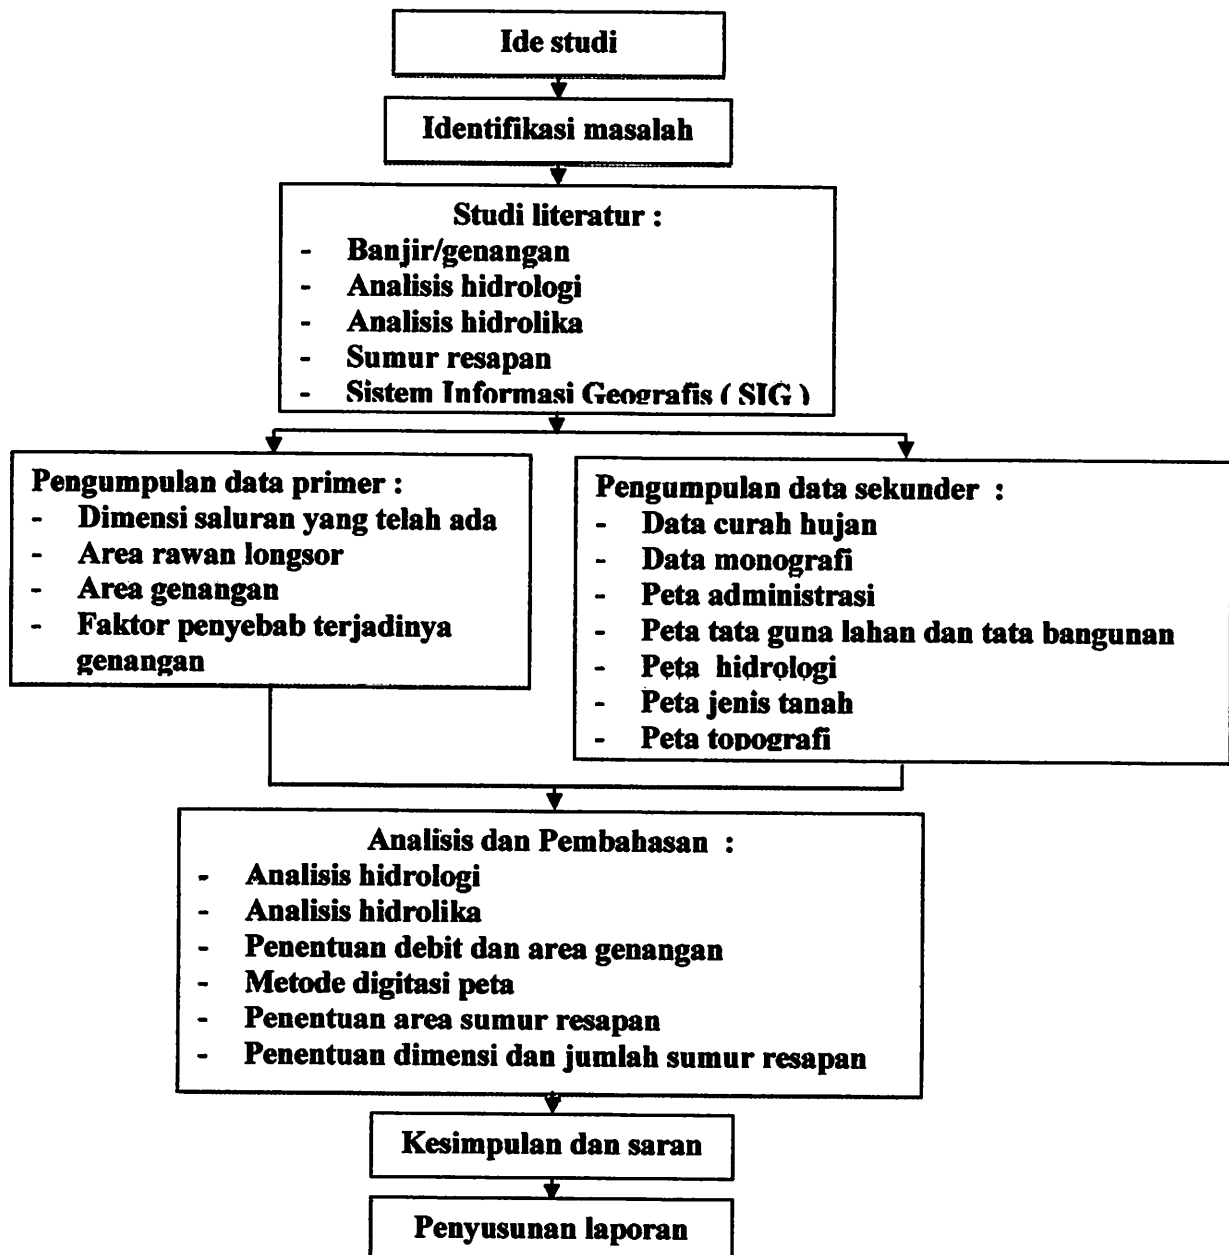 Ide studi
Identifikasi masalah
Studi literatur :
- Banjir/genangan
- Analisis hidrologi
- Analisis hidrolika
- Sumur resapan
- Sistem Informasi Geografis ( SIG )
Pengumpulan data primer :
- Dimensi saluran yang telah ada
- Area rawan longsor
- Area genangan
- Faktor penyebab terjadinya
genangan
Pengumpulan data sekunder :
- Data curah hujan
- Data monografi
- Peta administrasi
- Peta tata guna lahan dan tata bangunan
- Peta hidrologi
- Peta jenis tanah
- Peta topografi
Analisis dan Pembahasan :
- Analisis hidrologi
- Analisis hidrolika
- Penentuan debit dan area genangan
- Metode digitasi peta
- Penentuan area sumur resapan
- Penentuan dimensi dan jumlah sumur resapan
Kesimpulan dan saran
Penyusunan laporan